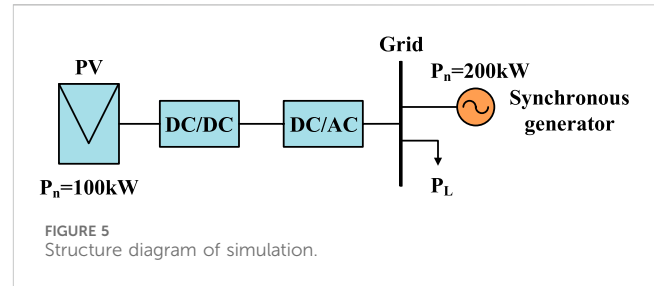 Grid
PV
Pn=200kW
DC/DC
DC/AC
Synchronous
generator
Pn=100kW
PL
FIGURE 5
Structure diagram of simulation.